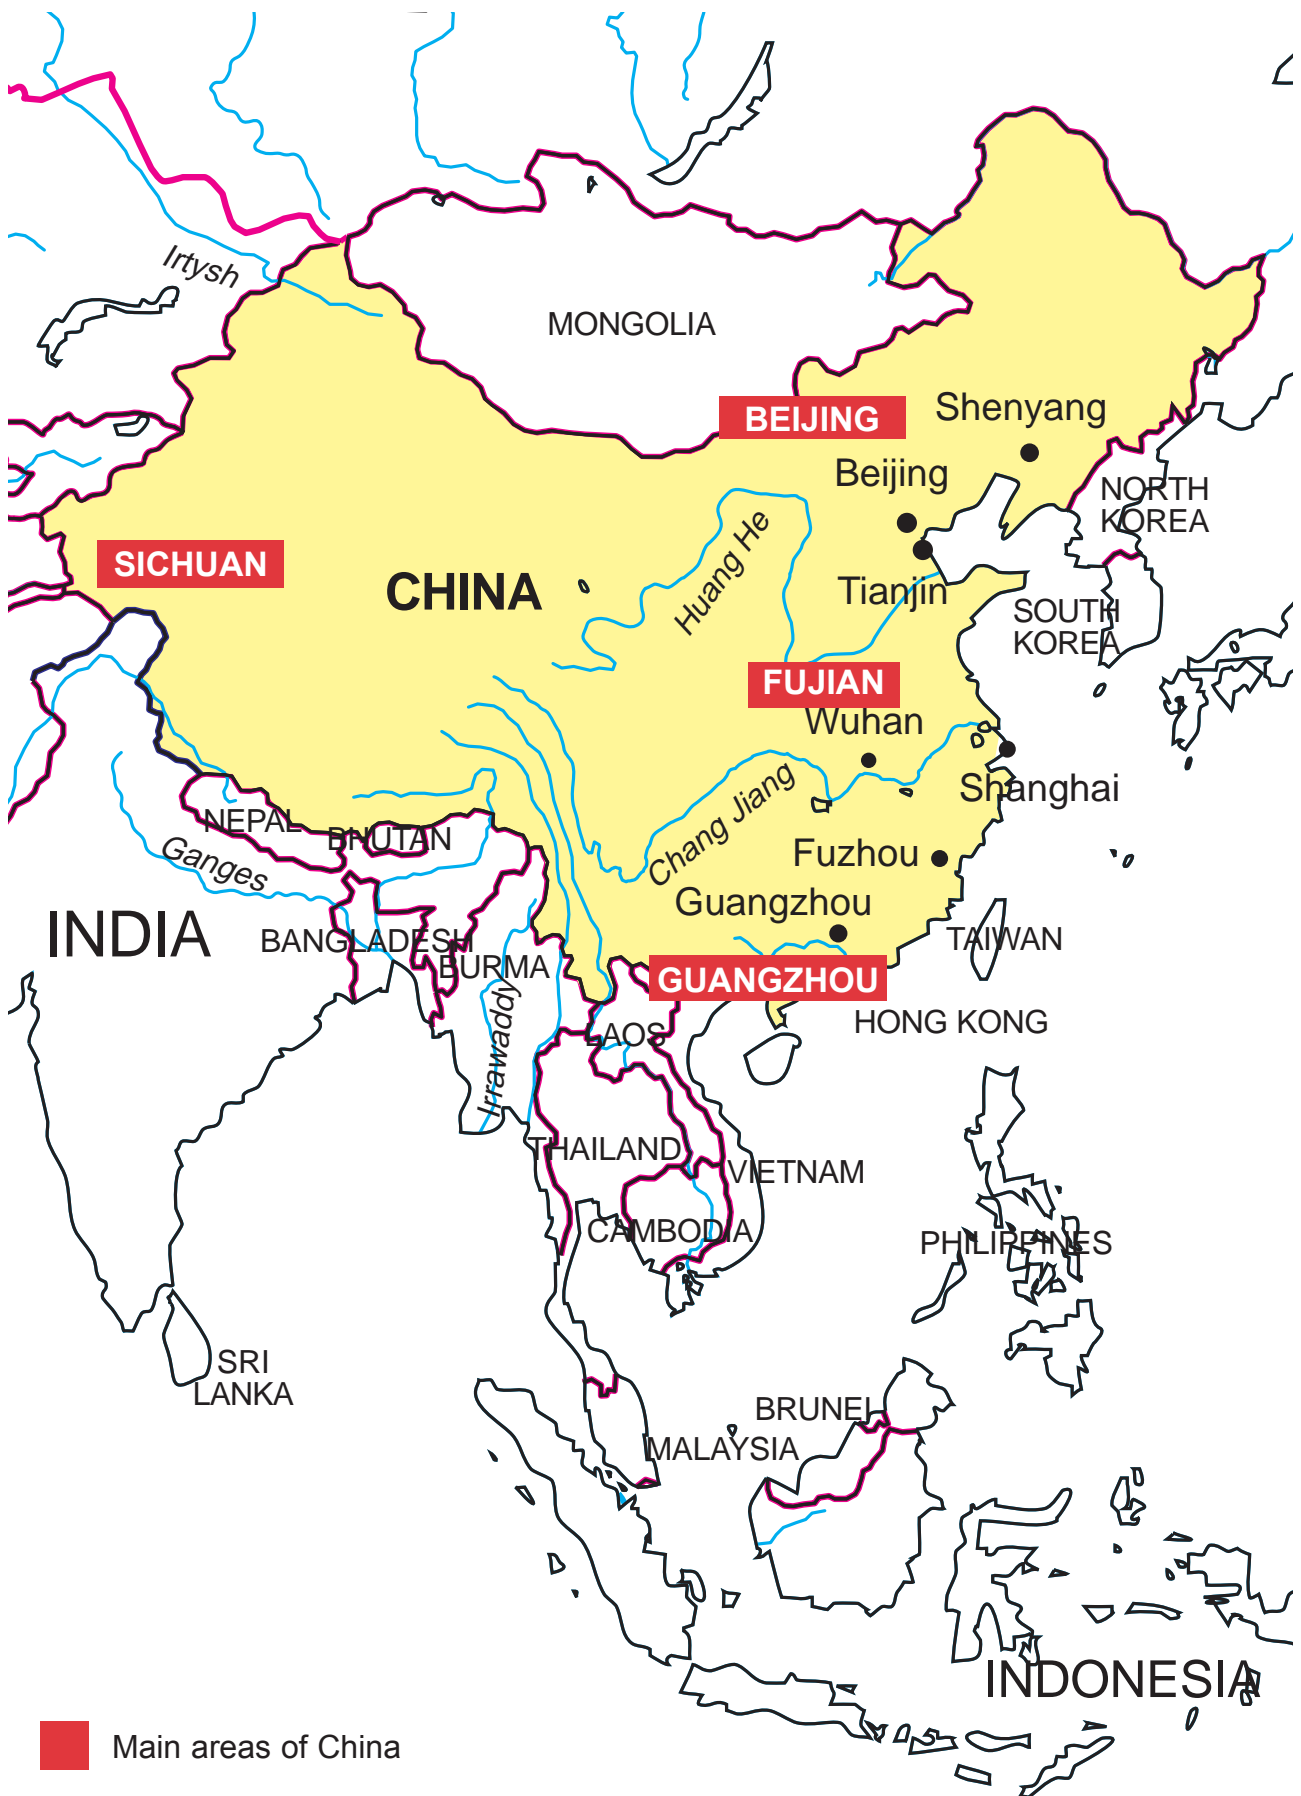 Irtysh
MONGOLIA
BEIJING
Shenyang
Beijing
NORTH
KOREA
SICHUAN
CHINA
Huang He
Tianjin
SOUTH
KOREA
FUJIAN
Wuhan
Shanghai
Chang Jiang
NEPAL
BHUTAN
Ganges
Fuzhou
Guangzhou
INDIA
BANGLADESH
BURMA
TAIWAN
GUANGZHOU
HONG KONG
LAOS
Irrawaddy
THAILAND
VIETNAM
CAMBODIA
PHILIPPINES
SRI
LANKA
BRUNEI
MALAYSIA
INDONESIA
Main areas of China